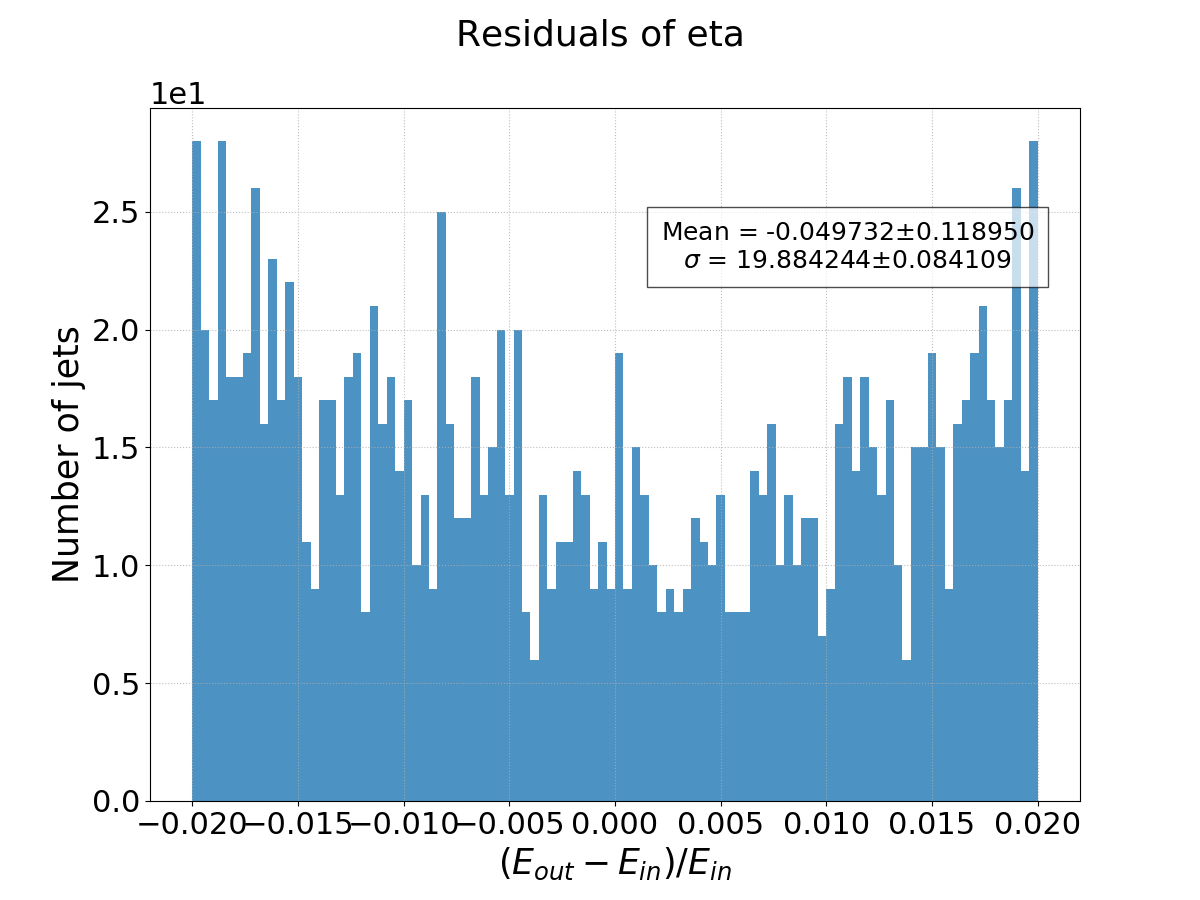 Residuals of eta
1e1
2.5
2.0
1.5
1.0
0.5
0.0
Number of jets
Mean = -0.049732±0.118950
σ = 19.884244±0.084109
−0.020 −0.015 −0.010 −0.005 0.000 0.005 0.010 0.015 0.020
(E_out − E_in)/E_in